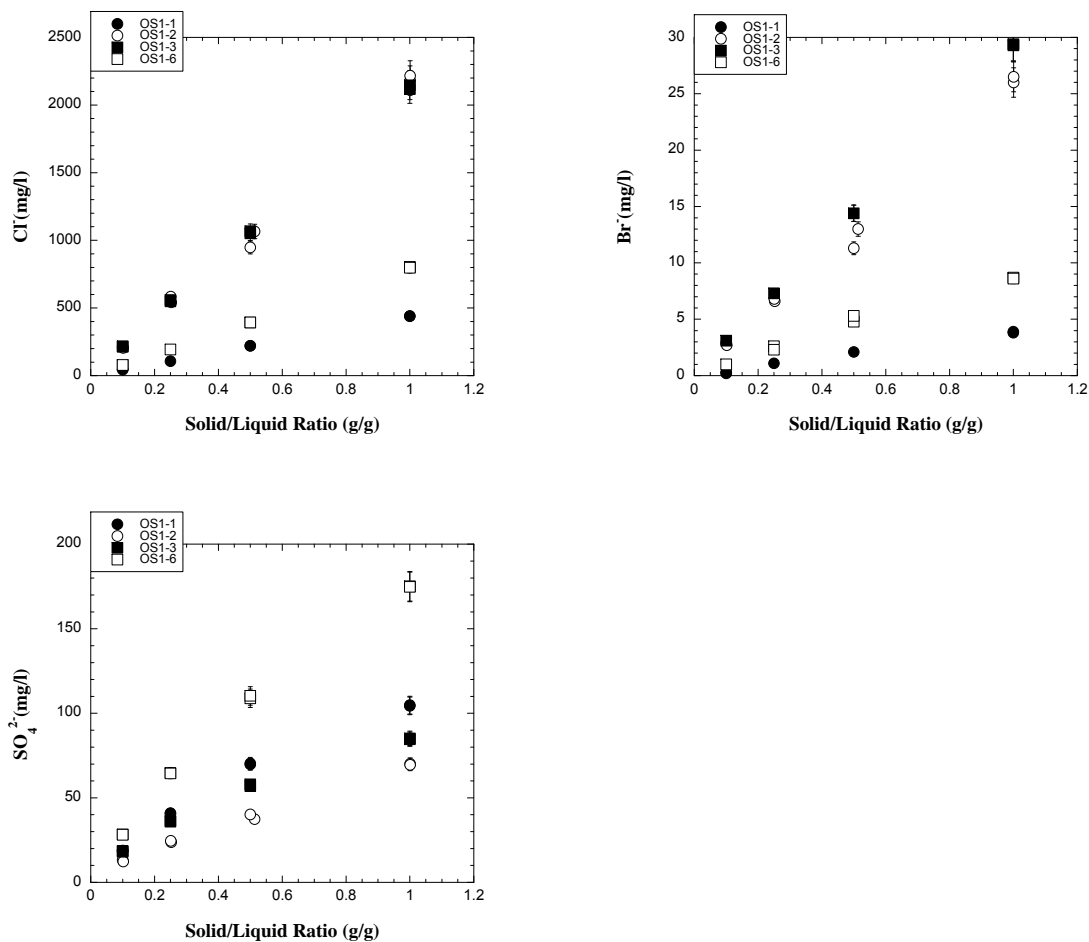 OS1-1
OS1-2
OS1-3
OS1-6
2500
2000
1500
1000
500
0
Cl⁻(mg/l)
0 0.2 0.4 0.6 0.8 1 1.2
Solid/Liquid Ratio (g/g)
OS1-1
OS1-2
OS1-3
OS1-6
30
25
20
15
10
5
0
Br⁻(mg/l)
0 0.2 0.4 0.6 0.8 1 1.2
Solid/Liquid Ratio (g/g)
OS1-1
OS1-2
OS1-3
OS1-6
200
150
100
50
0
SO₄²⁻(mg/l)
0 0.2 0.4 0.6 0.8 1 1.2
Solid/Liquid Ratio (g/g)